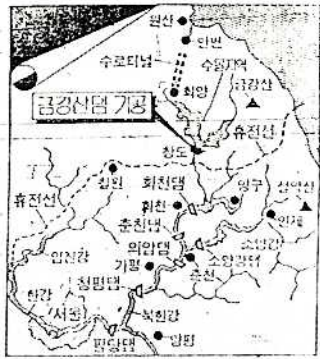 원산
안변
수로터널
수몰지역
회양
금강산
금강산댐 기공
휴전선
창도
철원
화천댐
양구
설악산
휴전선
화천
인제
춘천댐
임진강
의암댐
소양강
가평
소양강댐
춘천
한강
청평댐
서울
북한강
팔당댐
양평